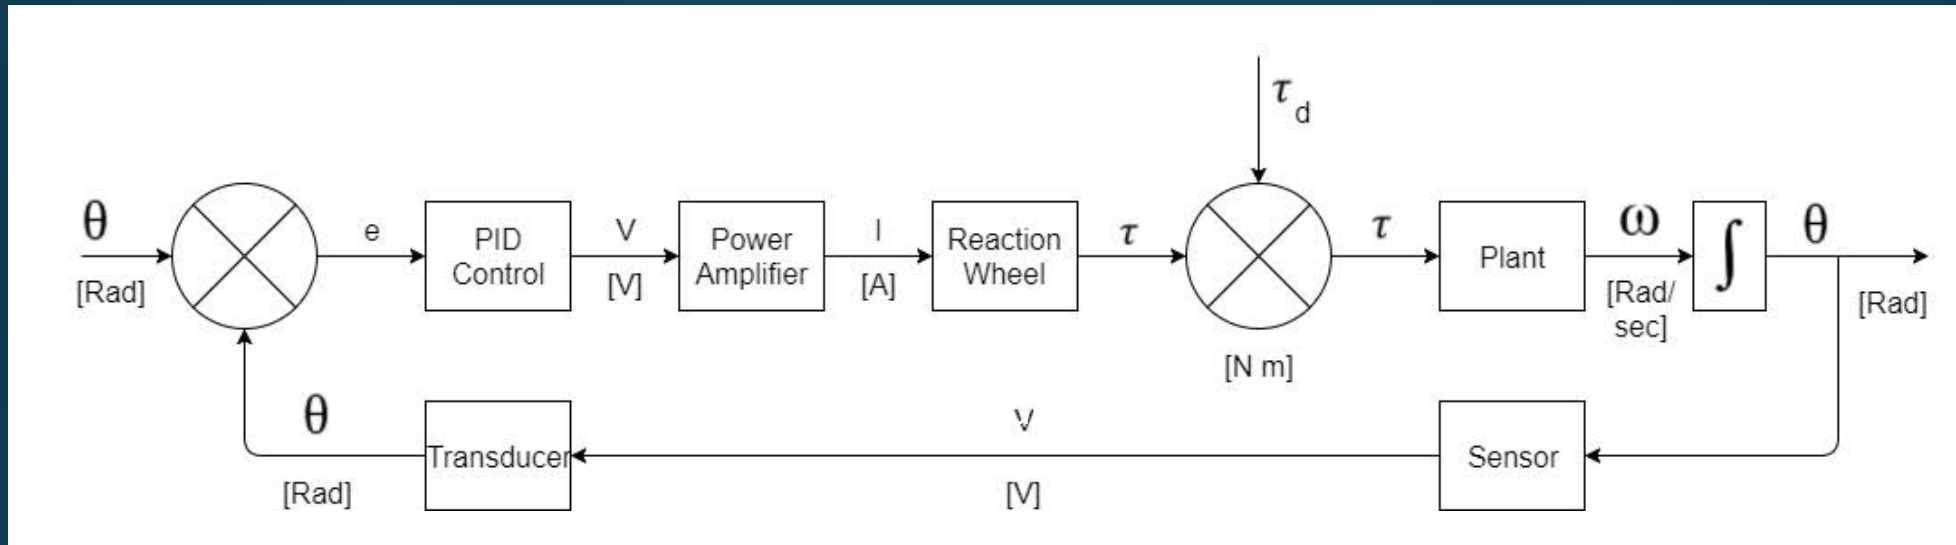 τ
d
θ
[Rad]
e
PID
Control
V
[V]
Power
Amplifier
I
[A]
Reaction
Wheel
τ
[N m]
τ
Plant
ω
[Rad/
sec]
∫
θ
[Rad]
θ
[Rad]
Transducer
V
[V]
Sensor